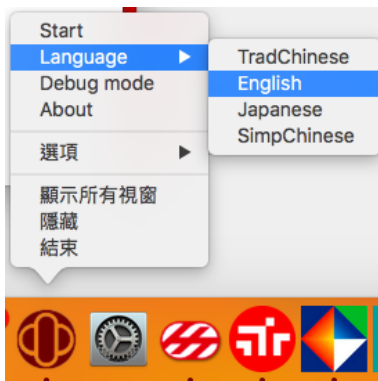 Start
Language
Debug mode
About
選項
顯示所有視窗
隱藏
結束
TradChinese
English
Japanese
SimpChinese